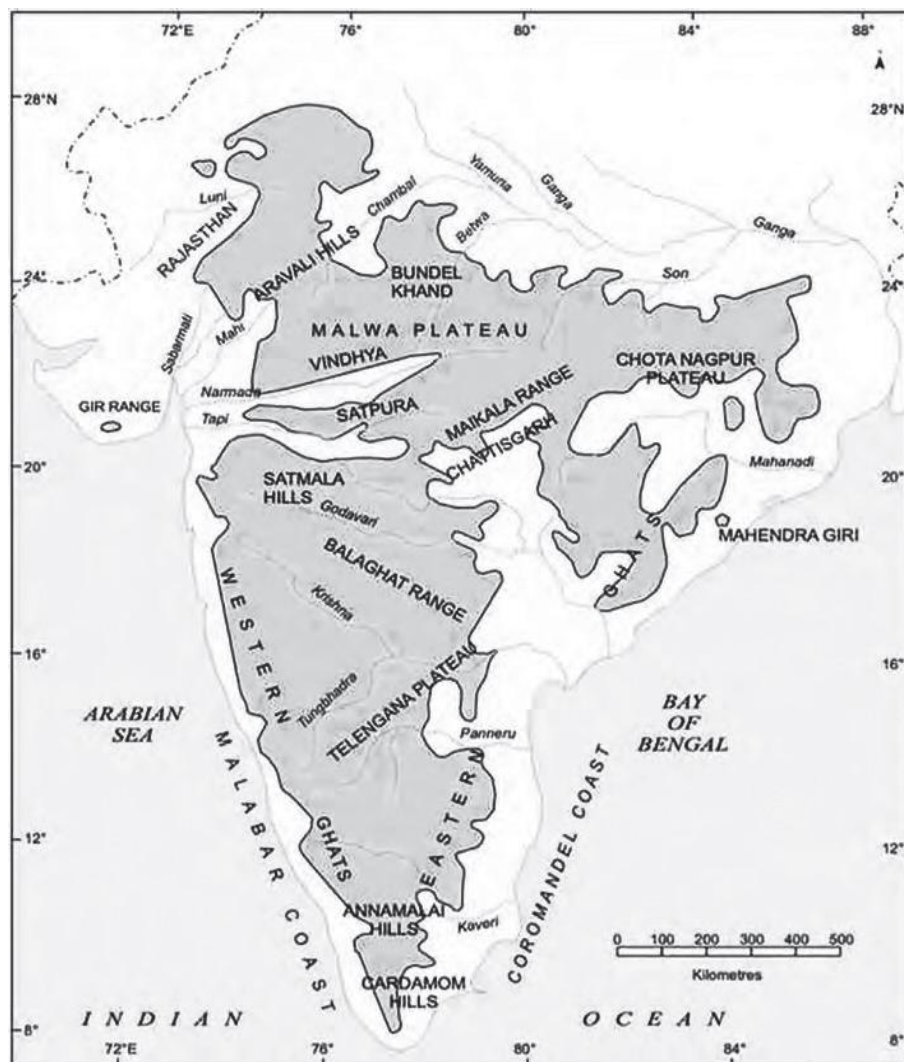 72°E 76° 80° 84° 88°
28°N 28°N
Luni
RAJASTHAN
ARAVALI HILLS
Chambal
Yumuna
Ganga
Ganga
Betwa
24° 24°
Son
BUNDEL
KHAND
Sabarmati
Mahi
MALWA PLATEAU
VINDHYA
CHOTA NAGPUR
PLATEAU
Narmada
GIR RANGE
Tapi
SATPURA
MAIKALA RANGE
CHATTISGARH
20° 20°
Mahanadi
SATMALA
HILLS
Godavari
MAHENDRA GIRI
GHATS
BALAGHAT RANGE
WESTERN
Krishna
16° 16°
Tungbhadra
TELENGANA PLATEAU
ARABIAN
SEA
BAY
OF
BENGAL
Panneru
MALABAR COAST
EASTERN
COROMANDEL COAST
12° 12°
GHATS
ANNAMALAI
HILLS
Kaveri
0 100 200 300 400 500
Kilometres
CARDAMOM
HILLS
8° 8°
INDIAN OCEAN
72°E 76° 80° 84°